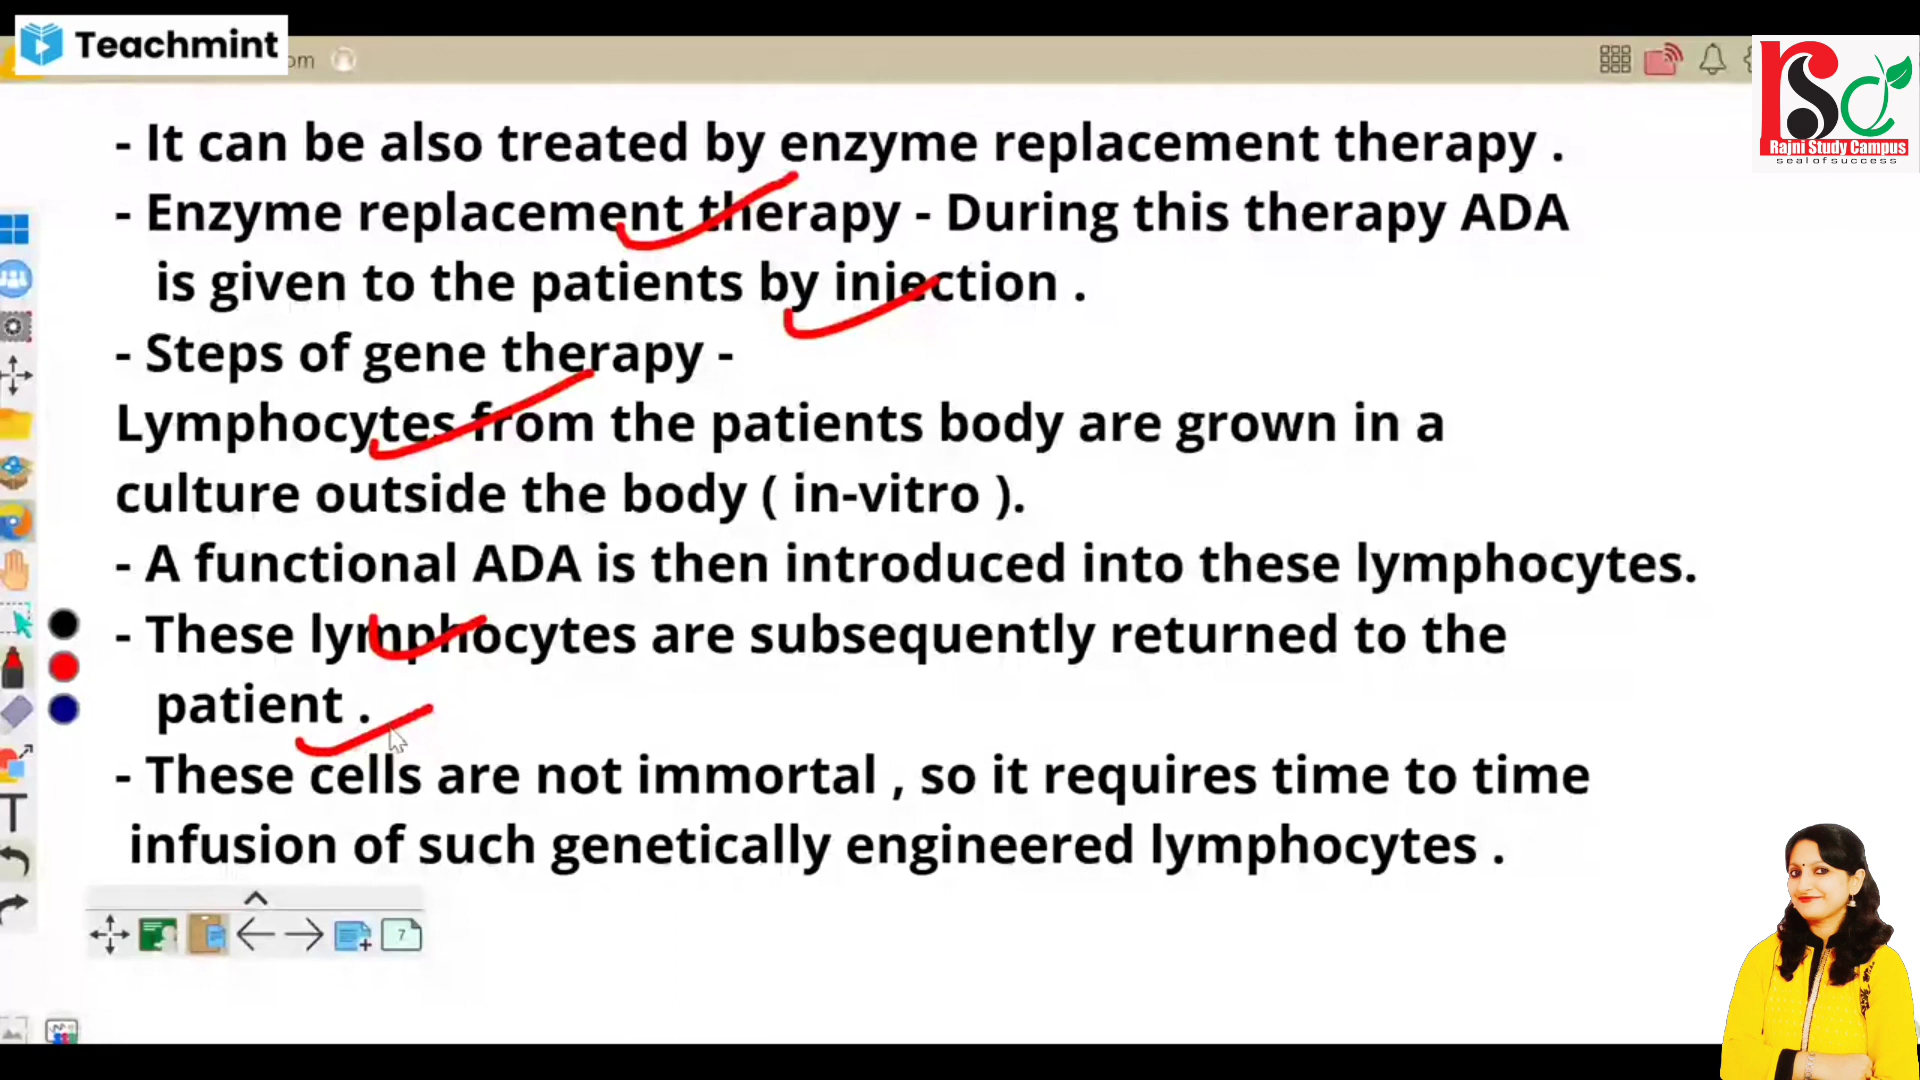 Teachmint
om
Rajni Study Campus
seal of success
- It can be also treated by enzyme replacement therapy .
- Enzyme replacement therapy - During this therapy ADA
is given to the patients by injection .
- Steps of gene therapy -
Lymphocytes from the patients body are grown in a
culture outside the body ( in-vitro ).
- A functional ADA is then introduced into these lymphocytes.
- These lymphocytes are subsequently returned to the
patient .
- These cells are not immortal , so it requires time to time
infusion of such genetically engineered lymphocytes .
7